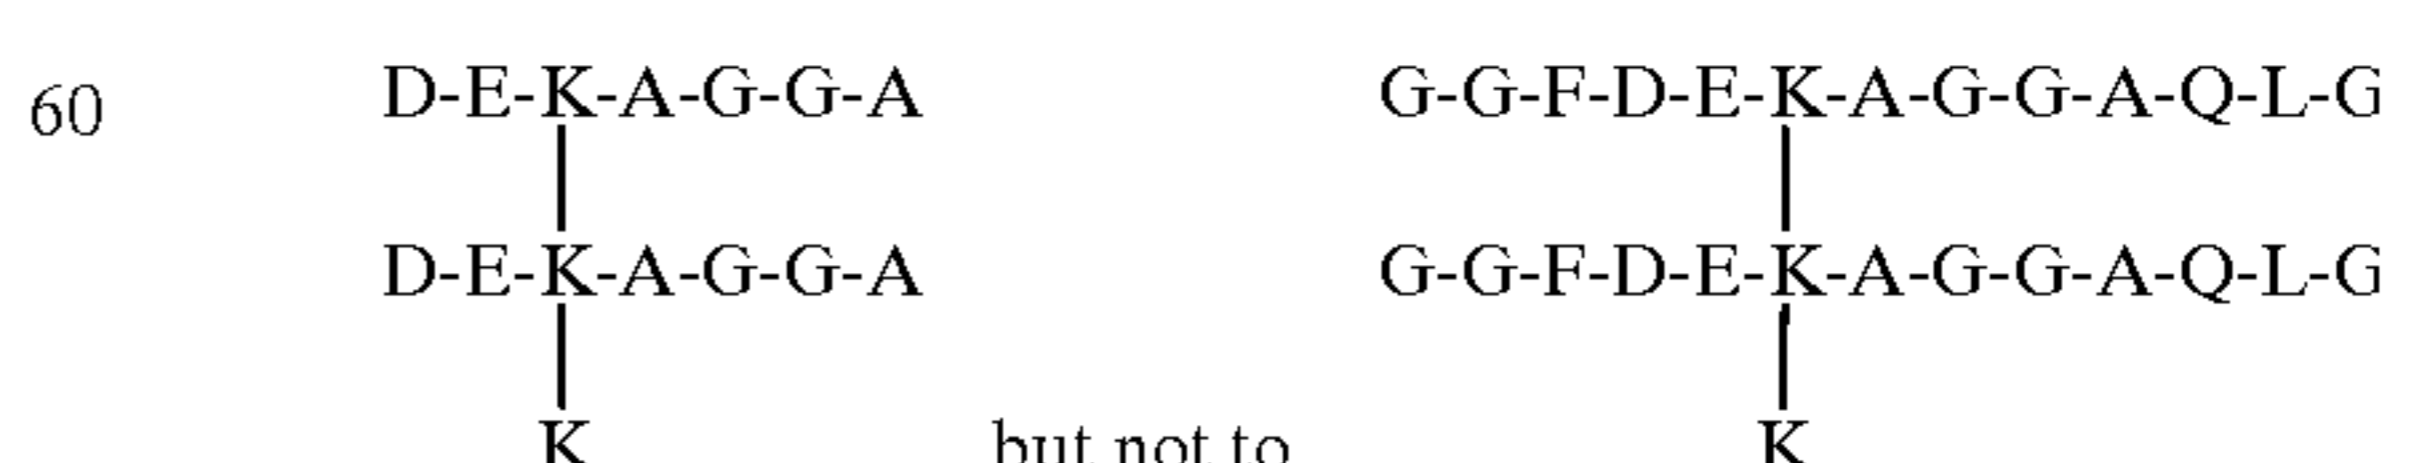 60 D-E-K-A-G-G-A G-G-F-D-E-K-A-G-G-A-Q-L-G
D-E-K-A-G-G-A G-G-F-D-E-K-A-G-G-A-Q-L-G
K but not to K